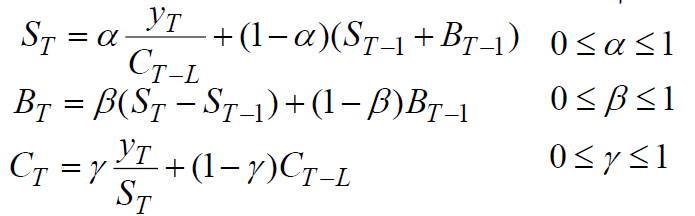 S_T = α y_T / C_{T−L} + (1−α)(S_{T−1} + B_{T−1})  0 ≤ α ≤ 1
B_T = β(S_T − S_{T−1}) + (1−β)B_{T−1}  0 ≤ β ≤ 1
C_T = γ y_T / S_T + (1−γ)C_{T−L}  0 ≤ γ ≤ 1